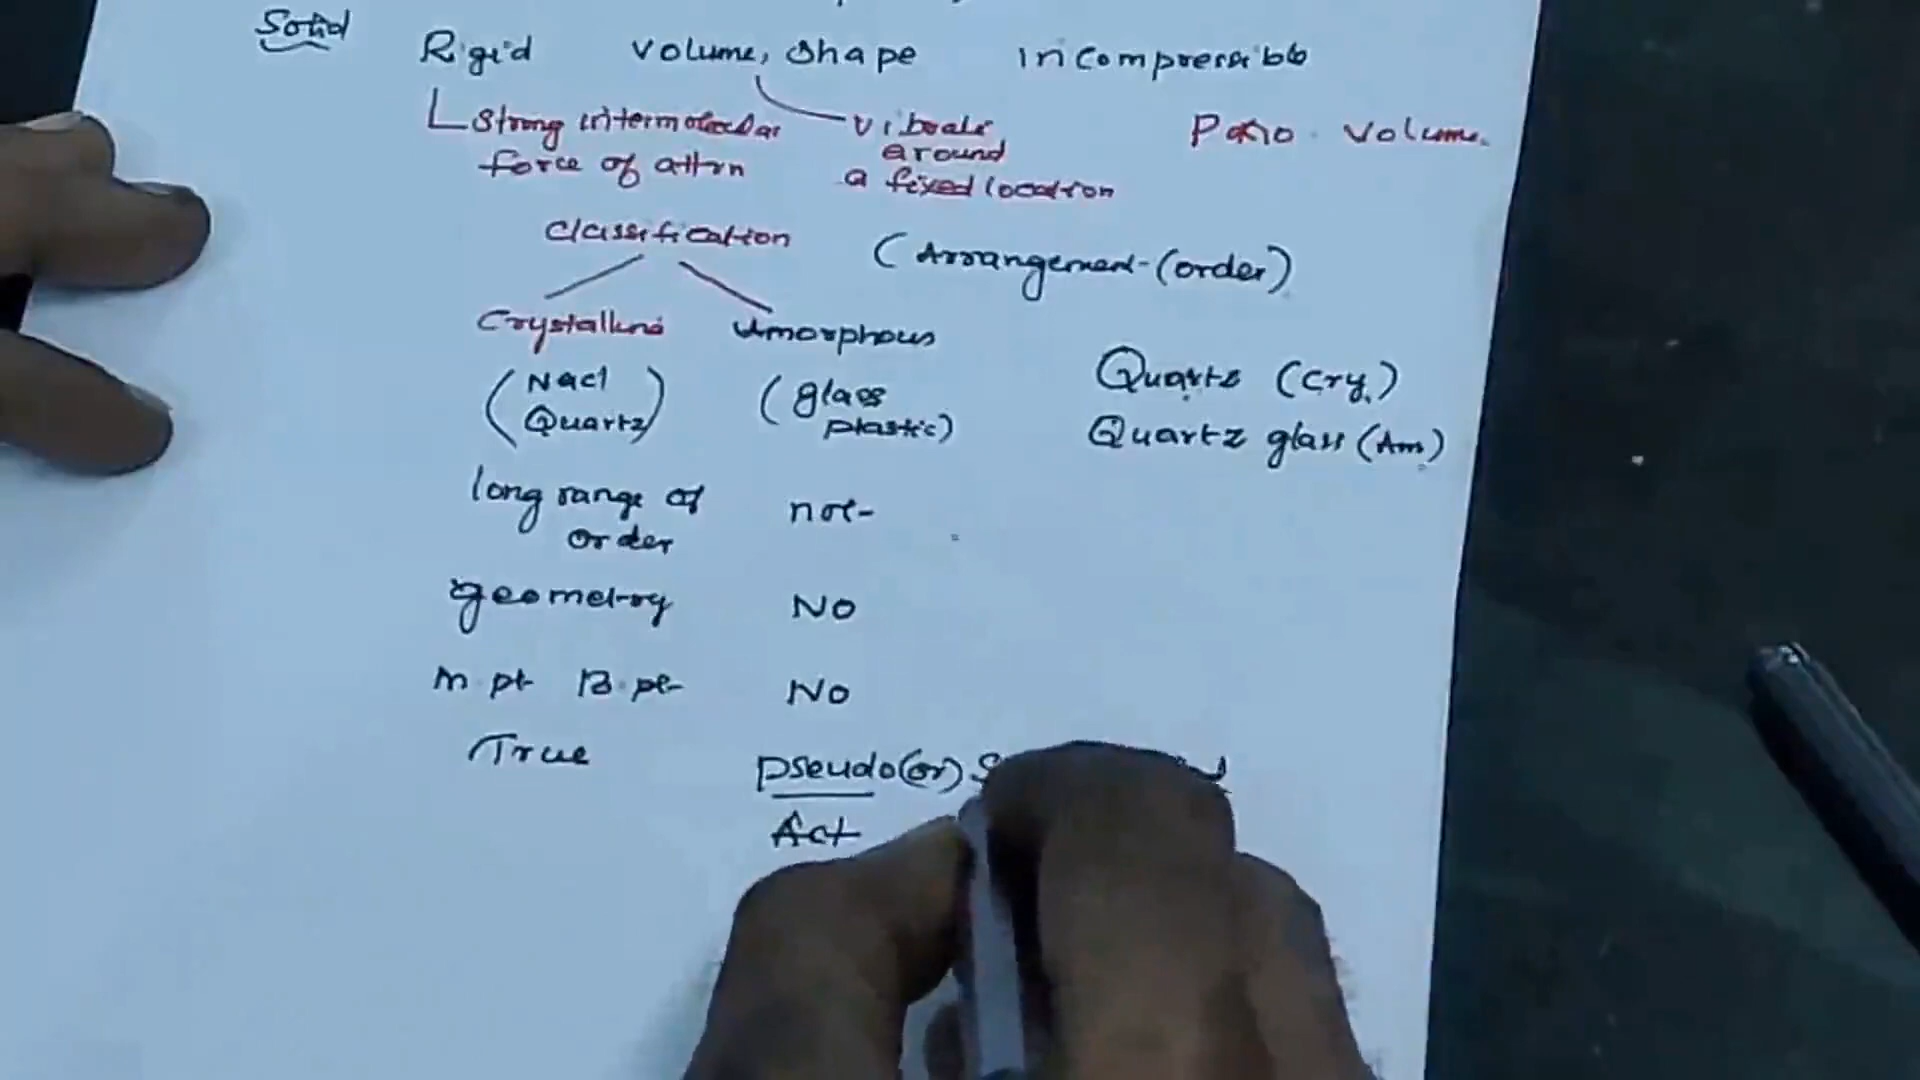 Solid
Rigid volume, shape incompressible
Strong intermolecular force of attrn
vibrate around a fixed location
volume.
Classification (Arrangement-(order)
Crystalline Amorphous
(Nacl Quartz) (glass plastic)
Quartz (Cry.)
Quartz glass (Am)
long range of order not-
geometry No
M.pt B.pt No
True pseudo (or)
Act